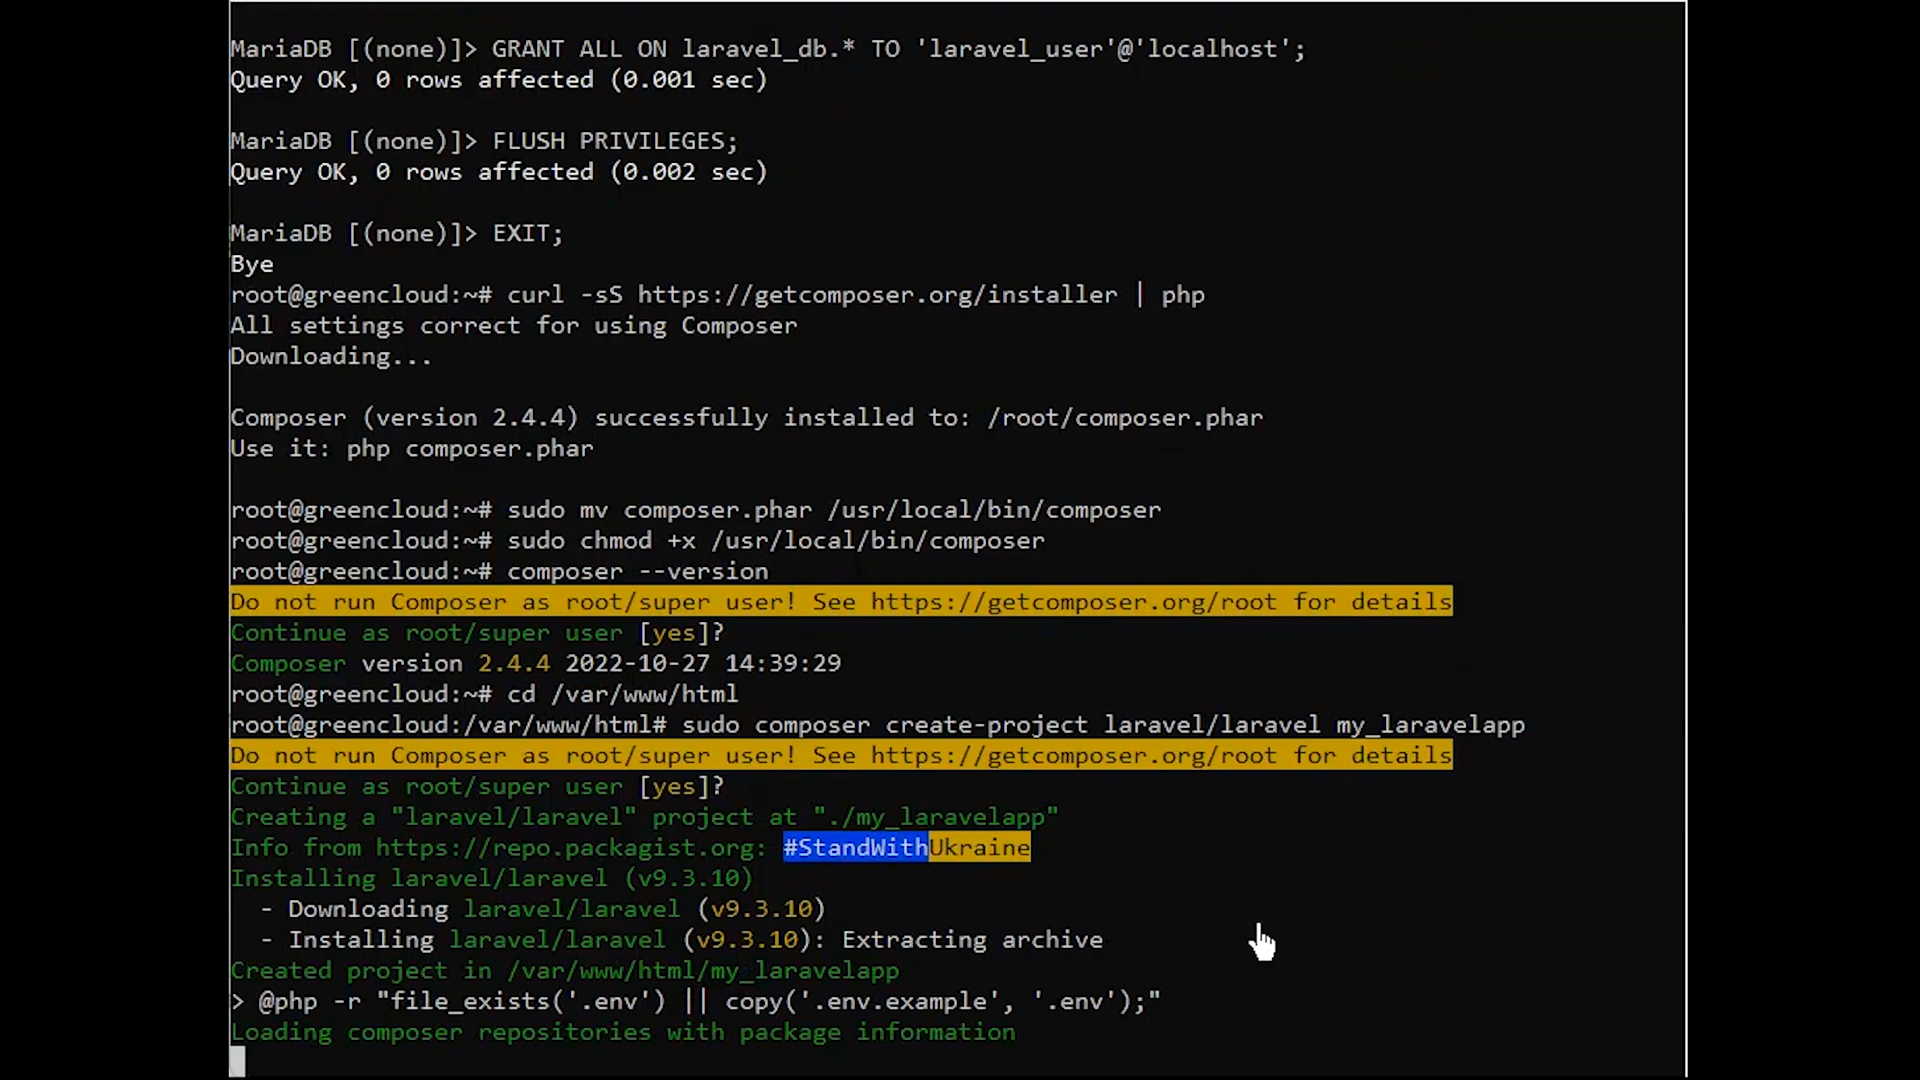 MariaDB [(none)]> GRANT ALL ON laravel_db.* TO 'laravel_user'@'localhost';
Query OK, 0 rows affected (0.001 sec)
MariaDB [(none)]> FLUSH PRIVILEGES;
Query OK, 0 rows affected (0.002 sec)
MariaDB [(none)]> EXIT;
Bye
root@greencloud:~# curl -sS https://getcomposer.org/installer | php
All settings correct for using Composer
Downloading...
Composer (version 2.4.4) successfully installed to: /root/composer.phar
Use it: php composer.phar
root@greencloud:~# sudo mv composer.phar /usr/local/bin/composer
root@greencloud:~# sudo chmod +x /usr/local/bin/composer
root@greencloud:~# composer --version
Do not run Composer as root/super user! See https://getcomposer.org/root for details
Continue as root/super user [yes]?
Composer version 2.4.4 2022-10-27 14:39:29
root@greencloud:~# cd /var/www/html
root@greencloud:/var/www/html# sudo composer create-project laravel/laravel my_laravelapp
Do not run Composer as root/super user! See https://getcomposer.org/root for details
Continue as root/super user [yes]?
Creating a "laravel/laravel" project at "./my_laravelapp"
Info from https://repo.packagist.org: #StandWithUkraine
Installing laravel/laravel (v9.3.10)
- Downloading laravel/laravel (v9.3.10)
- Installing laravel/laravel (v9.3.10): Extracting archive
Created project in /var/www/html/my_laravelapp
> @php -r "file_exists('.env') || copy('.env.example', '.env');"
Loading composer repositories with package information